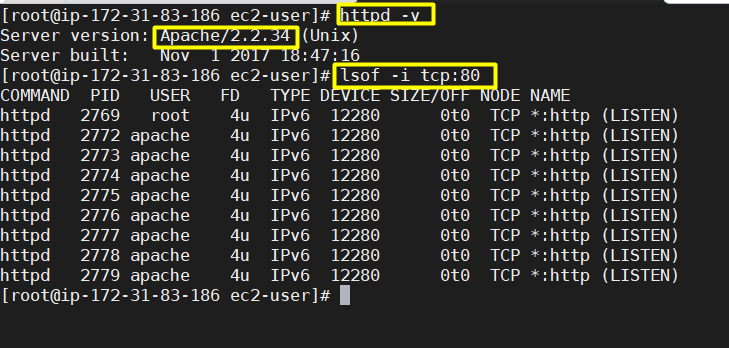 [root@ip-172-31-83-186 ec2-user]# httpd -v
Server version: Apache/2.2.34 (Unix)
Server built:   Nov  1 2017 18:47:16
[root@ip-172-31-83-186 ec2-user]# lsof -i tcp:80
COMMAND  PID   USER   FD   TYPE DEVICE SIZE/OFF NODE NAME
httpd   2769   root    4u  IPv6  12280      0t0  TCP *:http (LISTEN)
httpd   2772 apache    4u  IPv6  12280      0t0  TCP *:http (LISTEN)
httpd   2773 apache    4u  IPv6  12280      0t0  TCP *:http (LISTEN)
httpd   2774 apache    4u  IPv6  12280      0t0  TCP *:http (LISTEN)
httpd   2775 apache    4u  IPv6  12280      0t0  TCP *:http (LISTEN)
httpd   2776 apache    4u  IPv6  12280      0t0  TCP *:http (LISTEN)
httpd   2777 apache    4u  IPv6  12280      0t0  TCP *:http (LISTEN)
httpd   2778 apache    4u  IPv6  12280      0t0  TCP *:http (LISTEN)
httpd   2779 apache    4u  IPv6  12280      0t0  TCP *:http (LISTEN)
[root@ip-172-31-83-186 ec2-user]#